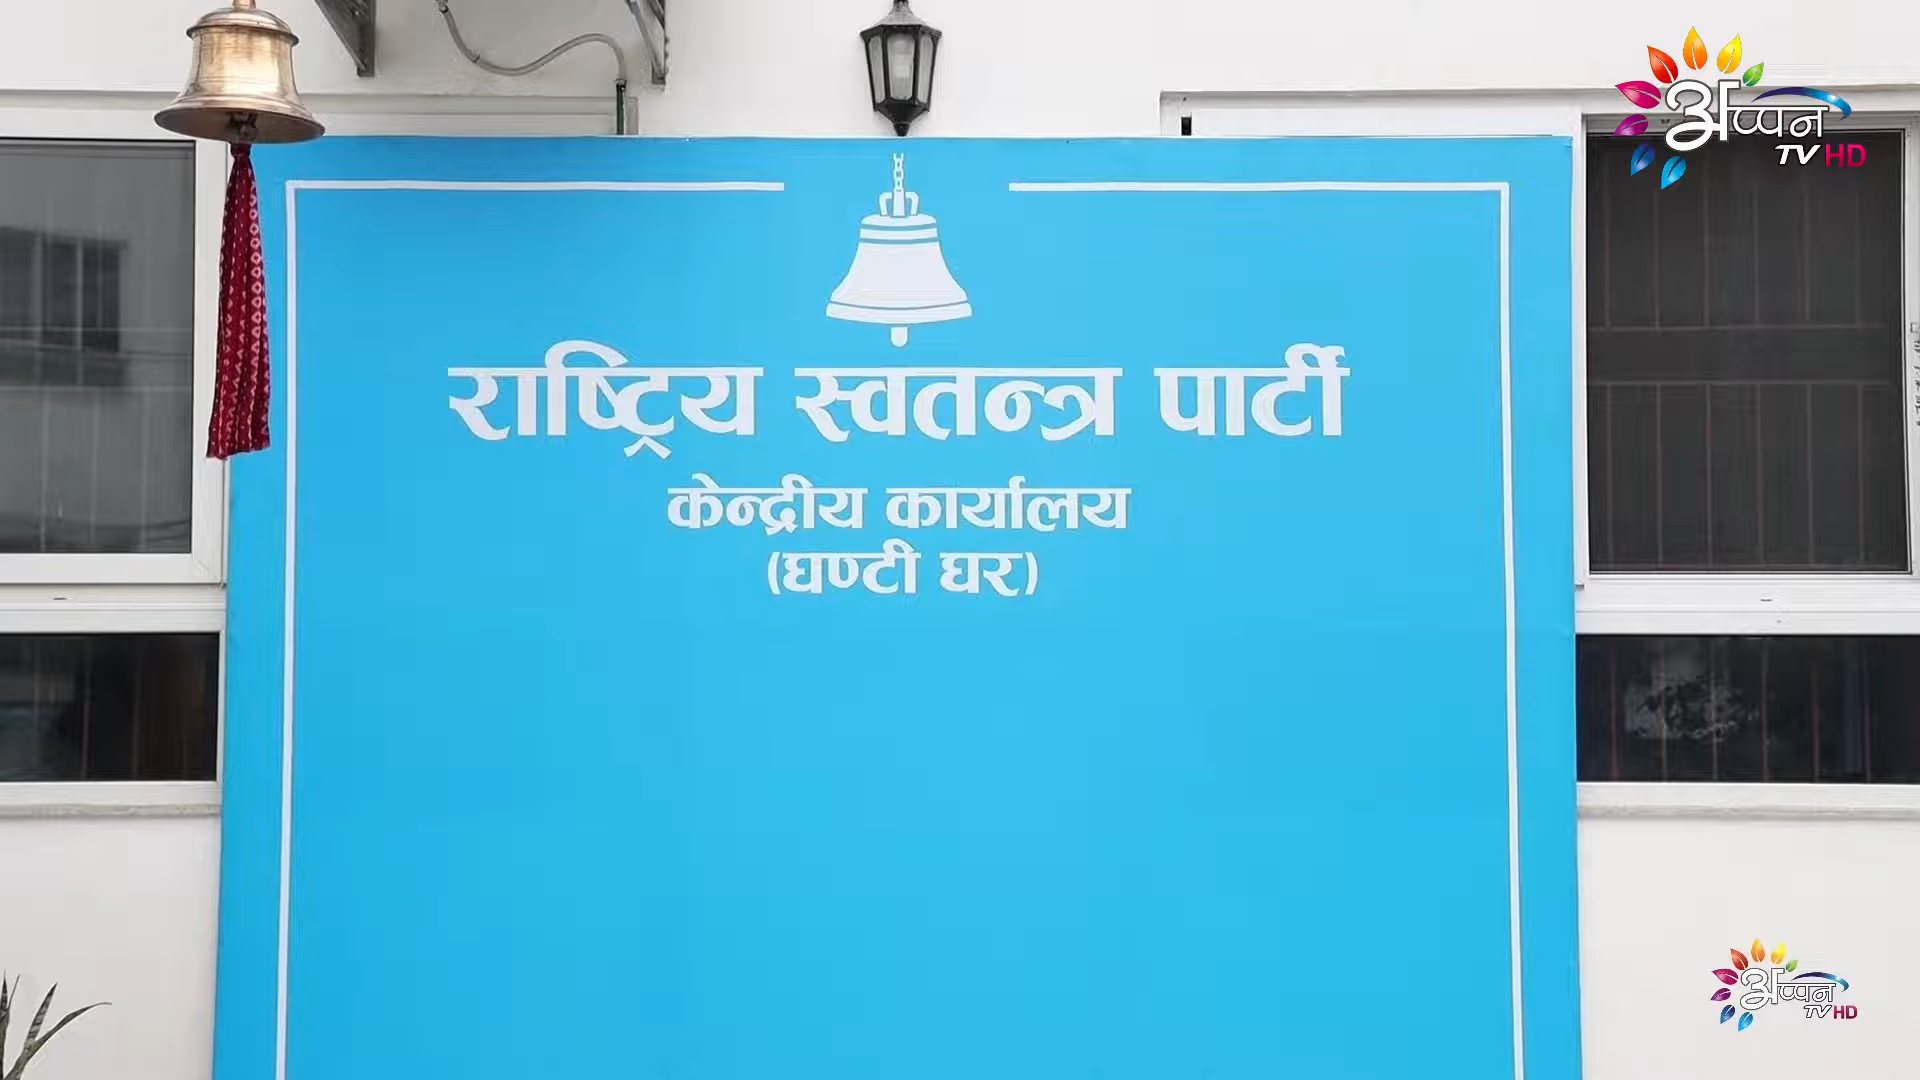 अप्पन
TV HD
राष्ट्रिय स्वतन्त्र पार्टी
केन्द्रीय कार्यालय
(घण्टी घर)
अप्पन
TV HD